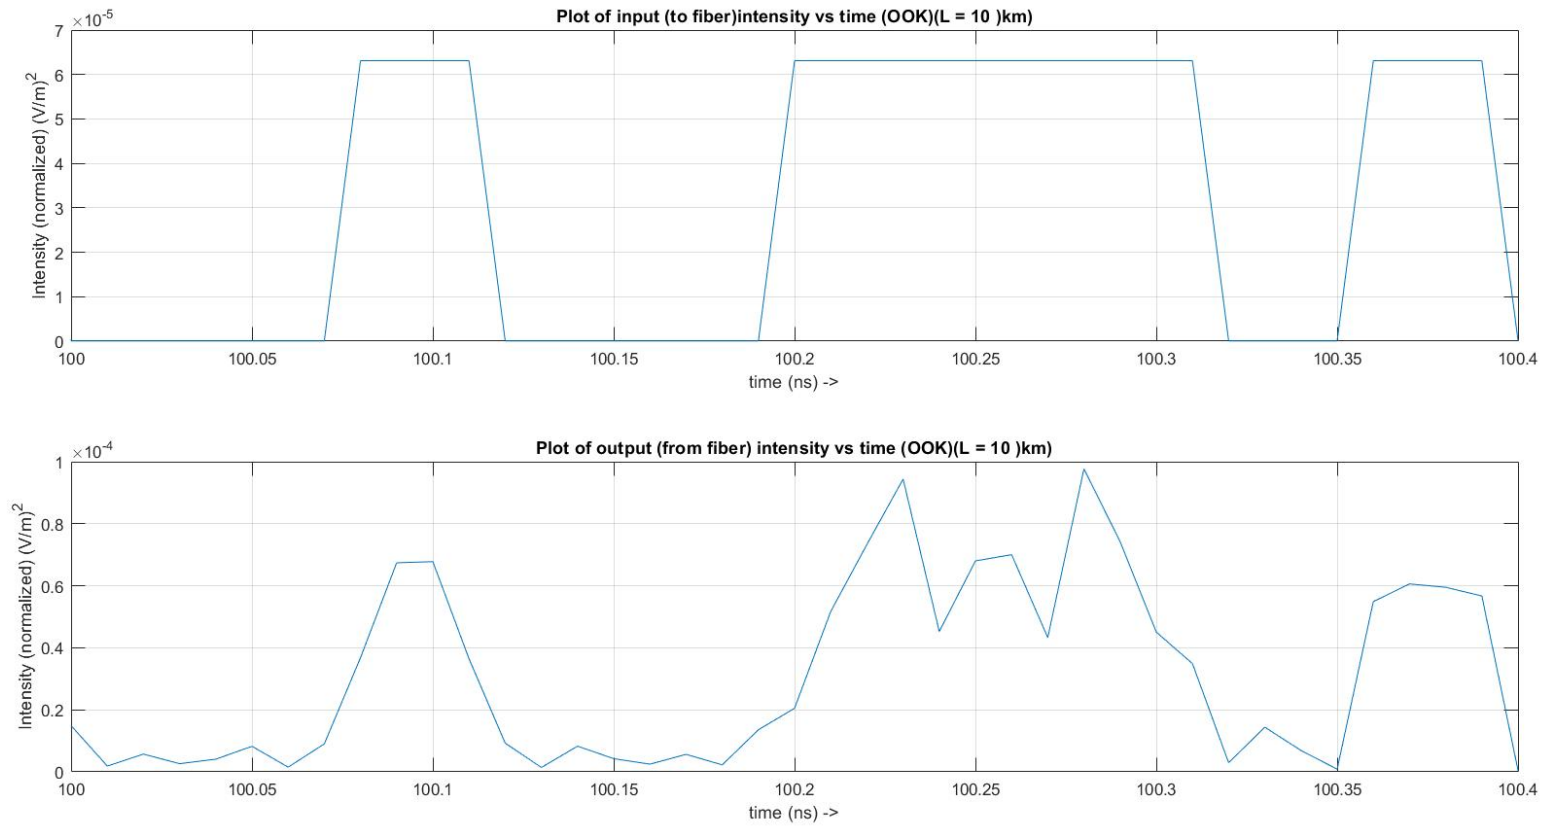 Plot of input (to fiber)intensity vs time (OOK)(L = 10 )km)
×10-5
7
6
5
4
3
2
1
0
Intensity (normalized) (V/m)2
100 100.05 100.1 100.15 100.2 100.25 100.3 100.35 100.4
time (ns) ->
Plot of output (from fiber) intensity vs time (OOK)(L = 10 )km)
×10-4
1
0.8
0.6
0.4
0.2
0
Intensity (normalized) (V/m)2
100 100.05 100.1 100.15 100.2 100.25 100.3 100.35 100.4
time (ns) ->